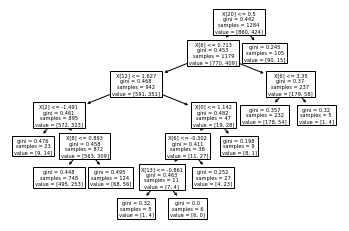 X[20] <= 0.5
gini = 0.442
samples = 1284
value = [860, 424]
X[6] <= 0.713
gini = 0.453
samples = 1179
value = [770, 409]
gini = 0.245
samples = 105
value = [90, 15]
X[12] <= 1.627
gini = 0.468
samples = 942
value = [591, 351]
X[6] <= 3.35
gini = 0.37
samples = 237
value = [179, 58]
X[2] <= -1.491
gini = 0.461
samples = 895
value = [572, 323]
X[0] <= 1.142
gini = 0.482
samples = 47
value = [19, 28]
gini = 0.357
samples = 232
value = [178, 54]
gini = 0.32
samples = 5
value = [1, 4]
gini = 0.476
samples = 23
value = [9, 14]
X[8] <= 0.893
gini = 0.458
samples = 872
value = [563, 309]
X[6] <= -0.302
gini = 0.411
samples = 38
value = [11, 27]
gini = 0.198
samples = 9
value = [8, 1]
gini = 0.448
samples = 748
value = [495, 253]
gini = 0.495
samples = 124
value = [68, 56]
X[13] <= -0.861
gini = 0.463
samples = 11
value = [7, 4]
gini = 0.252
samples = 27
value = [4, 23]
gini = 0.32
samples = 5
value = [1, 4]
gini = 0.0
samples = 6
value = [6, 0]